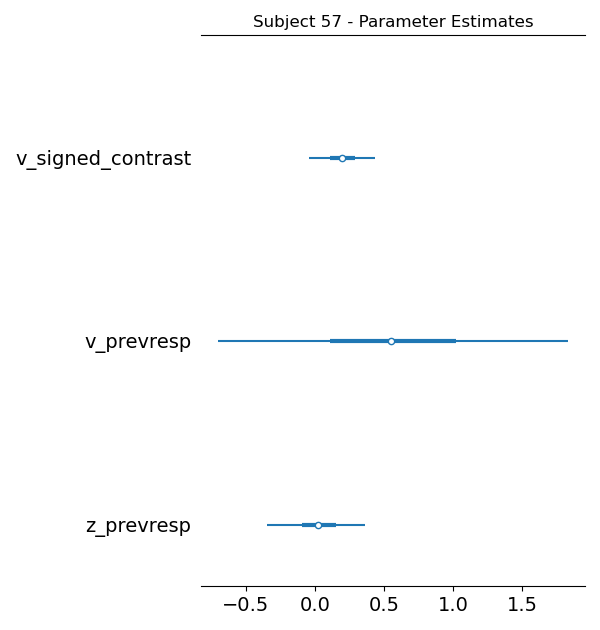 Subject 57 - Parameter Estimates
v_signed_contrast
v_prevresp
z_prevresp
−0.5 0.0 0.5 1.0 1.5